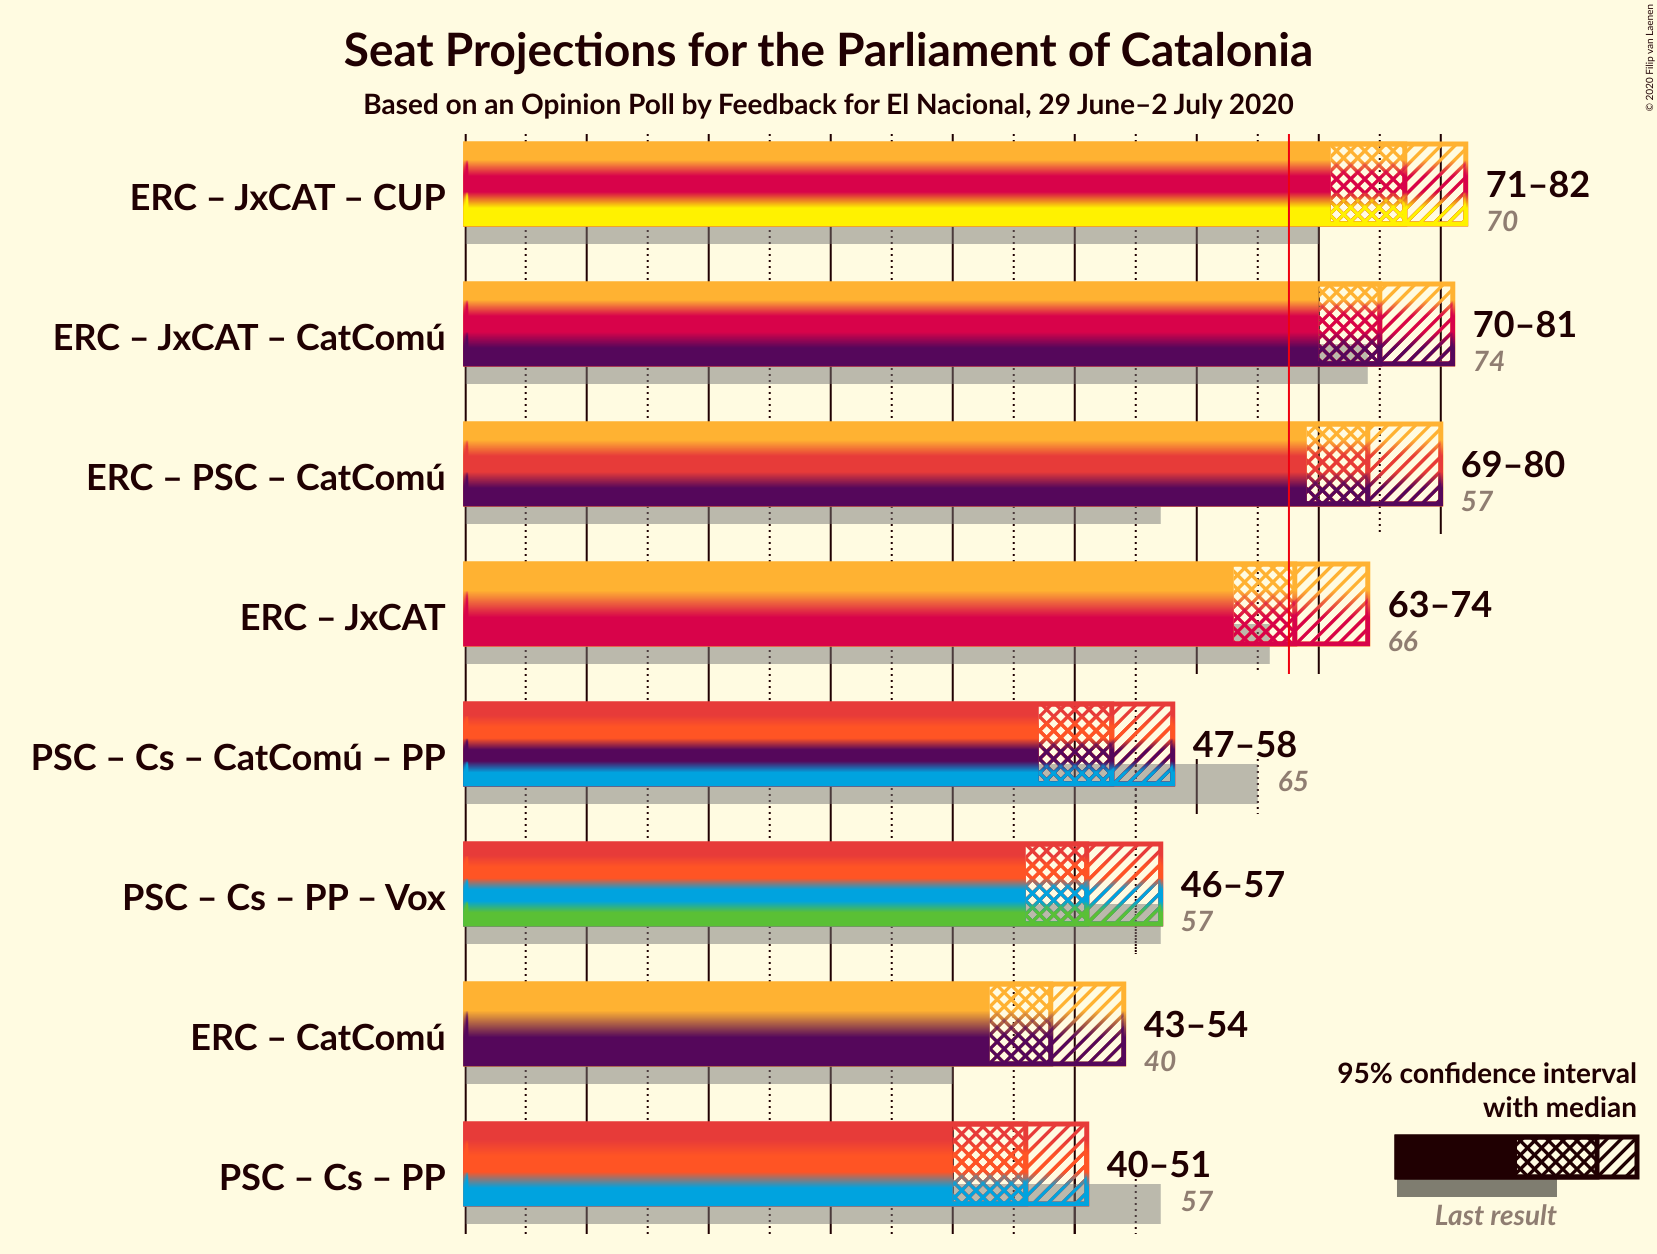 Seat Projections for the Parliament of Catalonia
Based on an Opinion Poll by Feedback for El Nacional, 29 June–2 July 2020
© 2020 Filip van Laenen
ERC – JxCAT – CUP
71–82
70
ERC – JxCAT – CatComú
70–81
74
ERC – PSC – CatComú
69–80
57
ERC – JxCAT
63–74
66
PSC – Cs – CatComú – PP
47–58
65
PSC – Cs – PP – Vox
46–57
57
ERC – CatComú
43–54
40
PSC – Cs – PP
40–51
57
95% confidence interval
with median
Last result